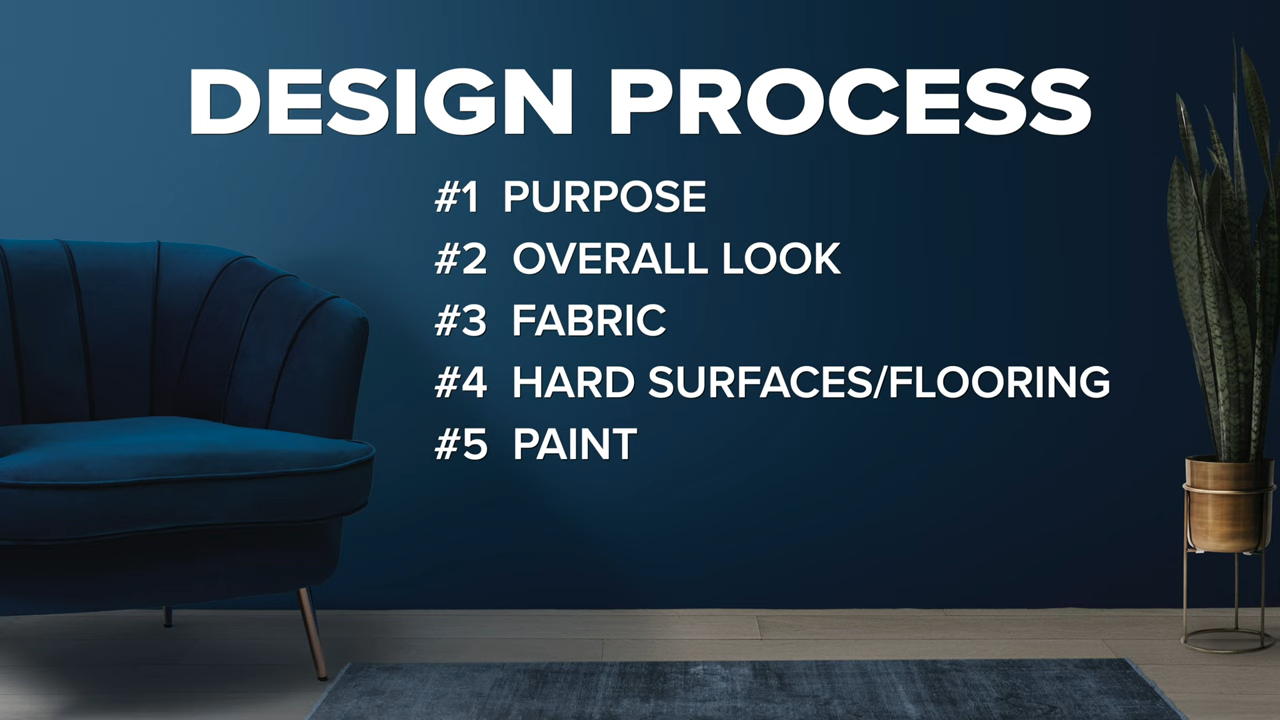 DESIGN PROCESS
#1 PURPOSE
#2 OVERALL LOOK
#3 FABRIC
#4 HARD SURFACES/FLOORING
#5 PAINT